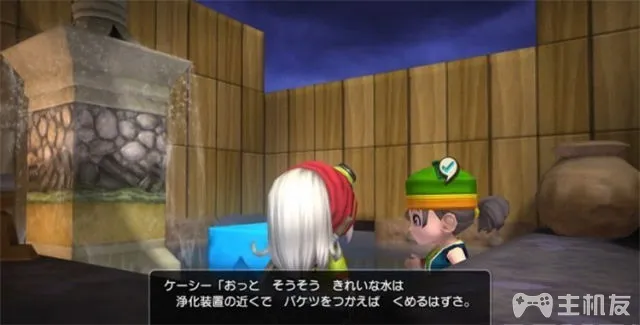 ケーシー「おっと　そうそう　きれいな水は
浄化装置の近くで　バケツをつかえば　くめるはずさ。
主机友